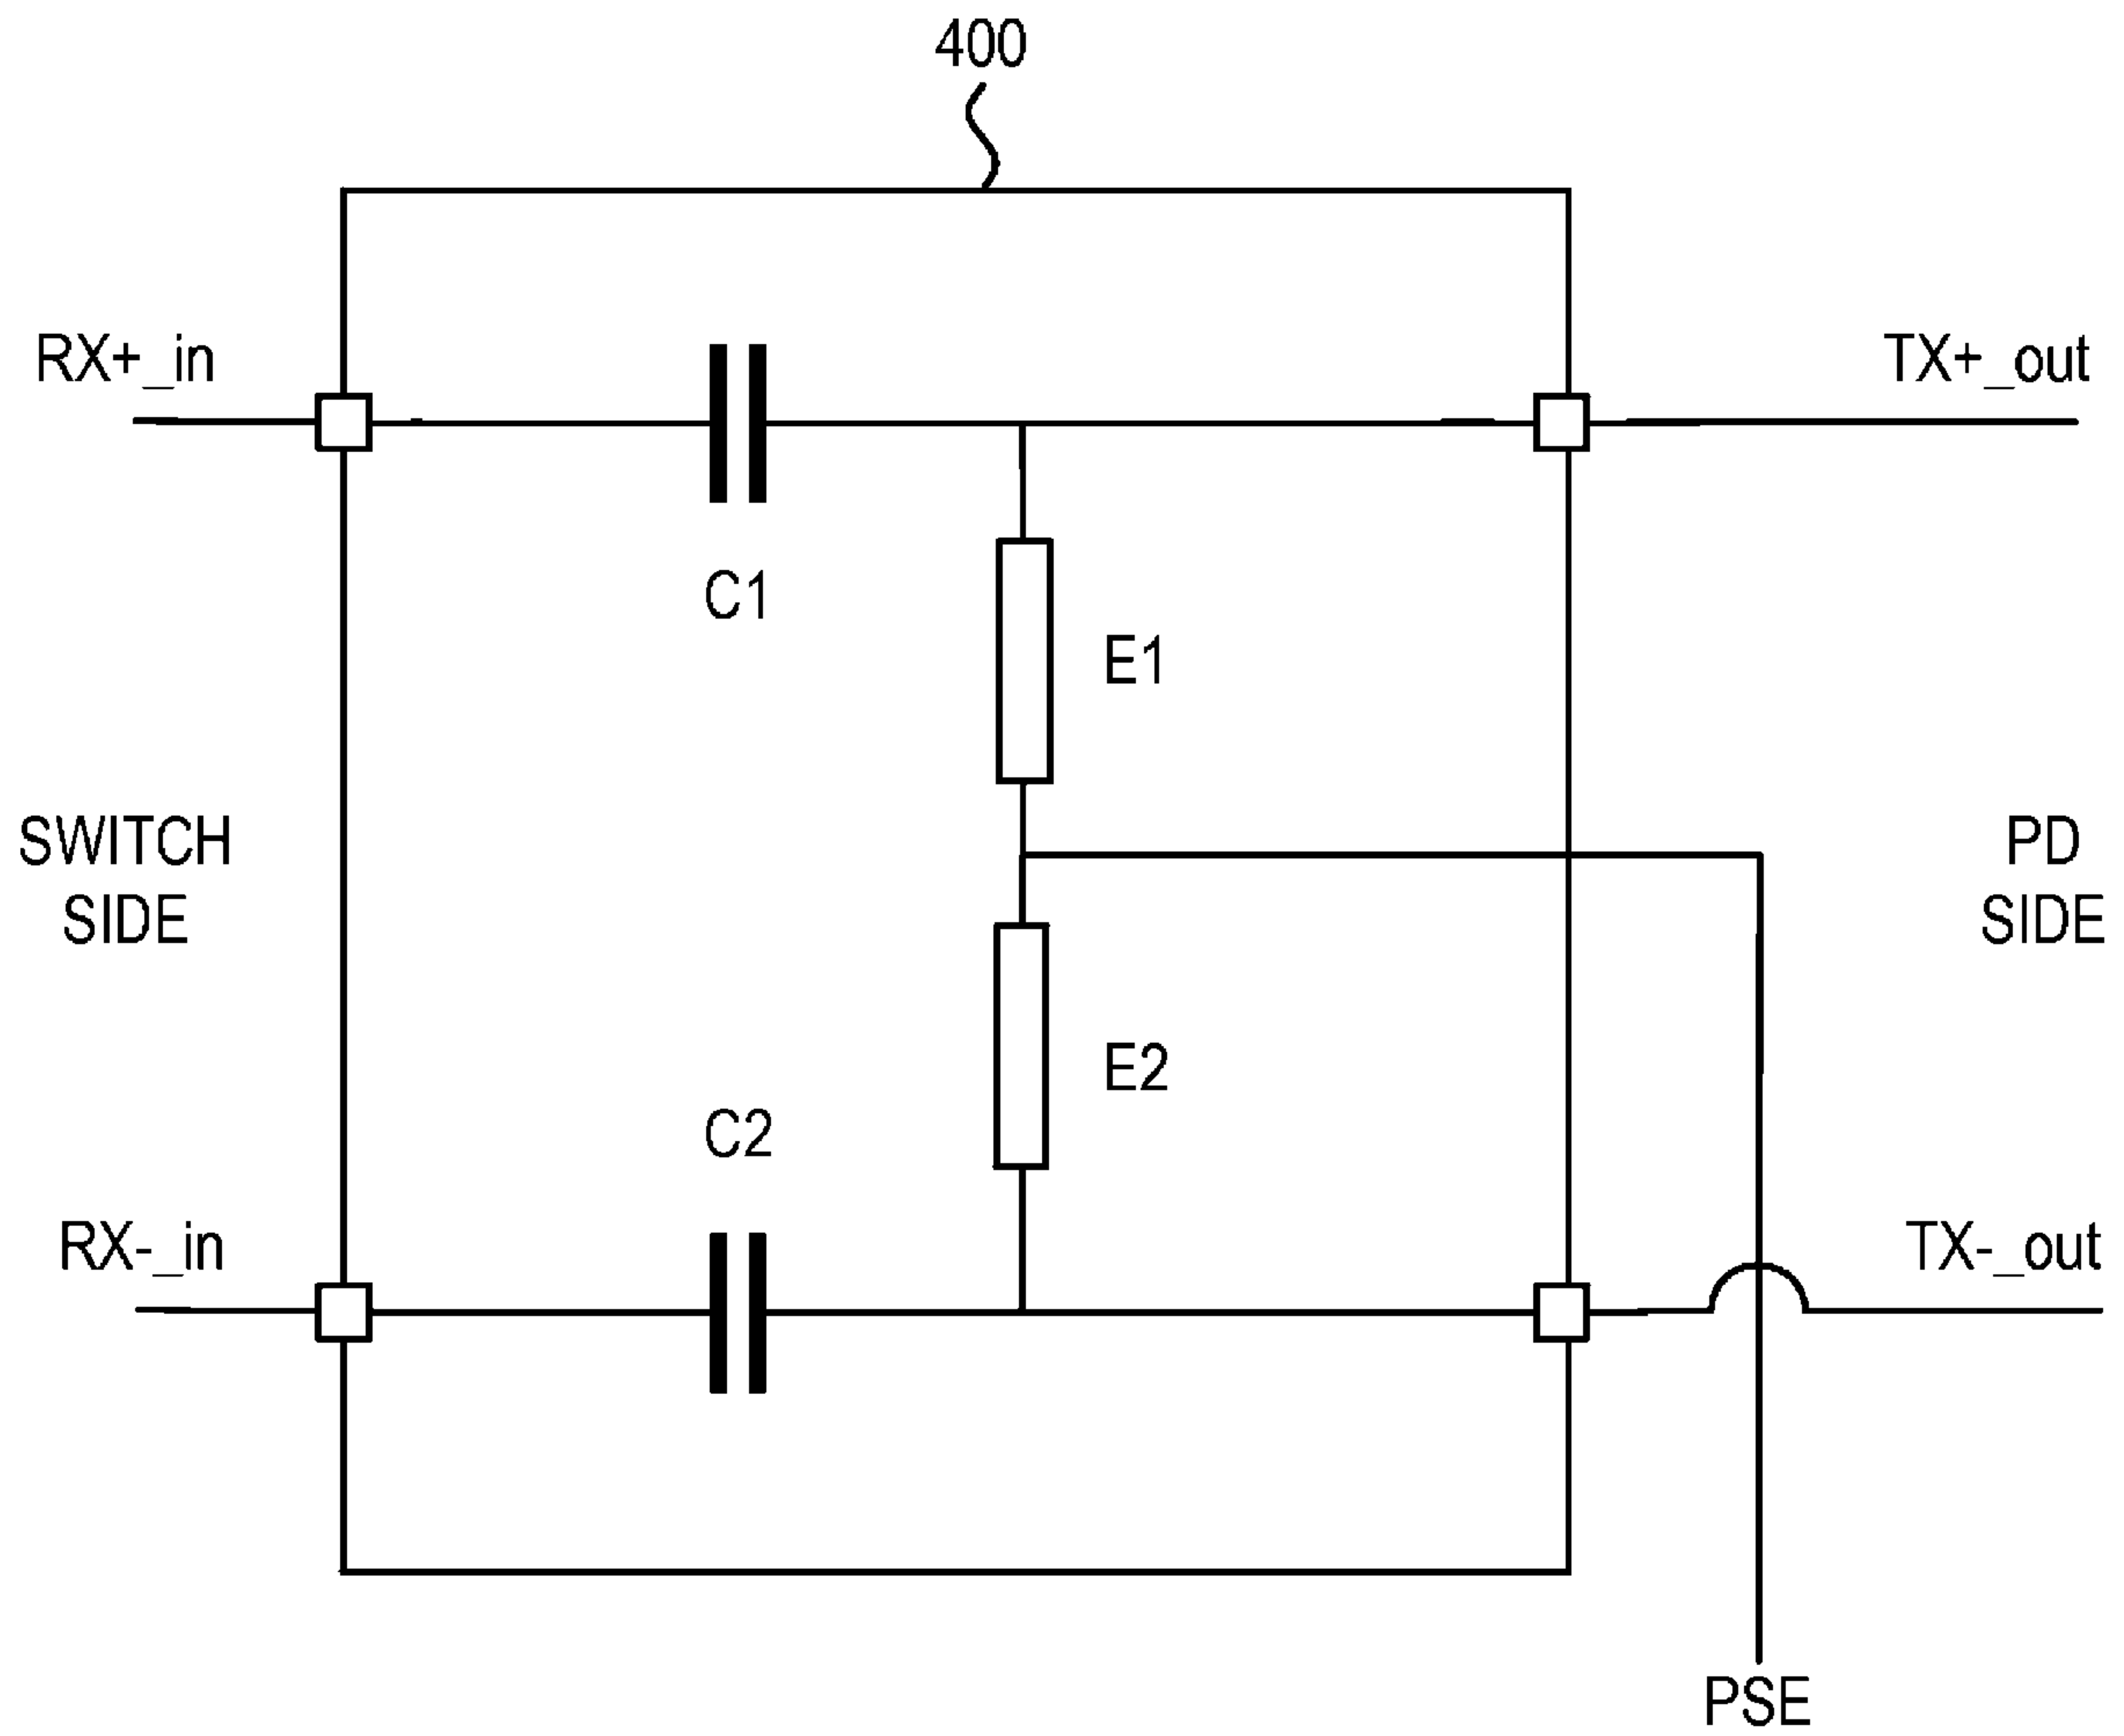 400
RX+_in
TX+_out
C1
E1
SWITCH
SIDE
PD
SIDE
E2
C2
RX-_in
TX-_out
PSE